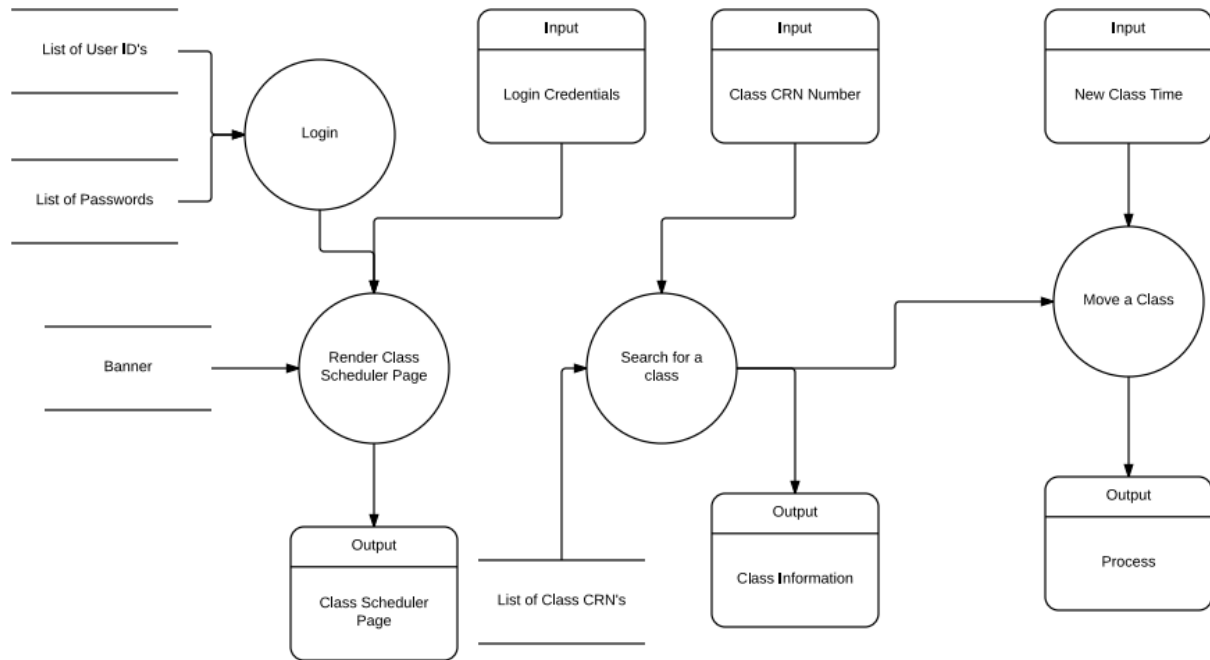 Input
Input
Input
List of User ID's
Login Credentials
Class CRN Number
New Class Time
Login
List of Passwords
Move a Class
Banner
Render Class
Scheduler Page
Search for a
class
Output
Output
Output
Class Scheduler
Page
List of Class CRN's
Class Information
Process